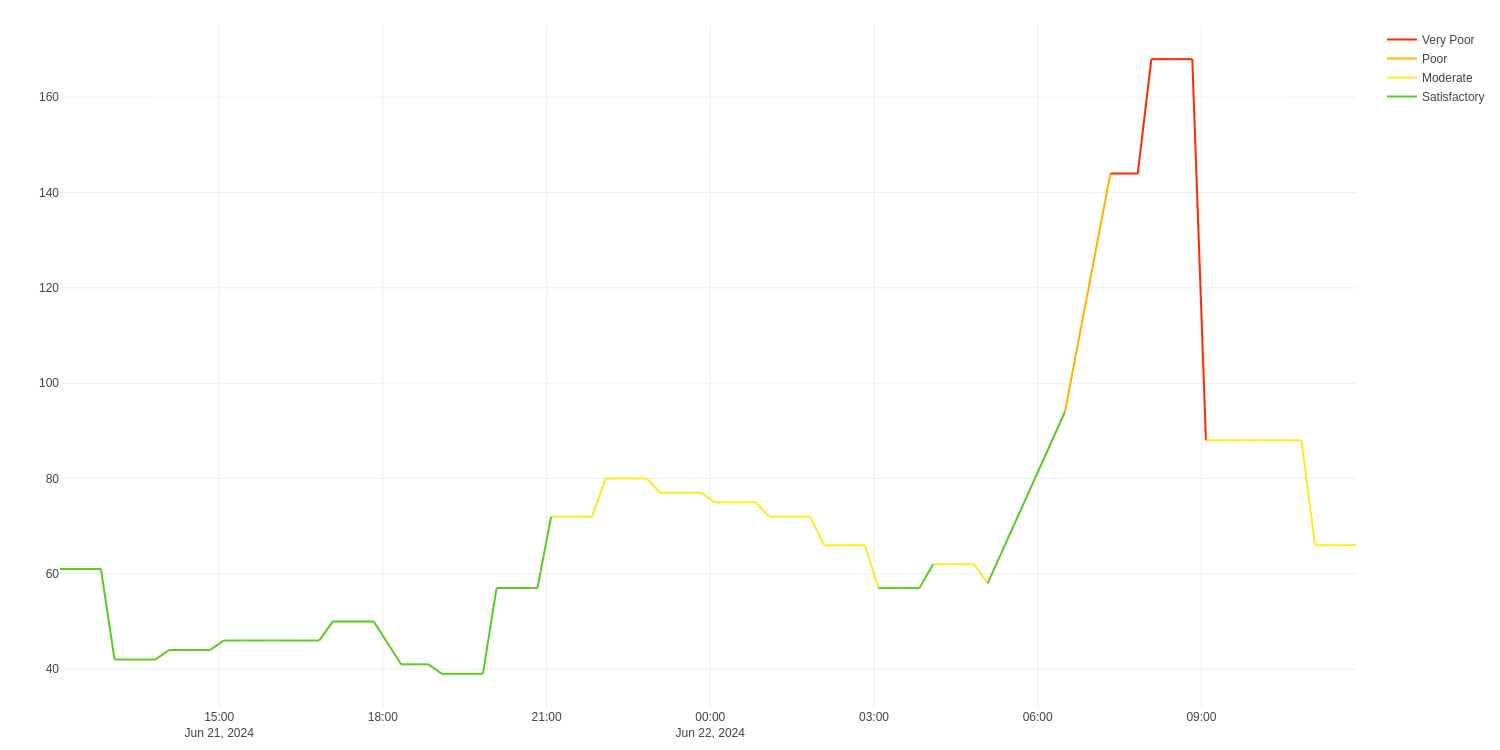 Very Poor
Poor
Moderate
Satisfactory
160
140
120
100
80
60
40
15:00
Jun 21, 2024
18:00
21:00
00:00
Jun 22, 2024
03:00
06:00
09:00